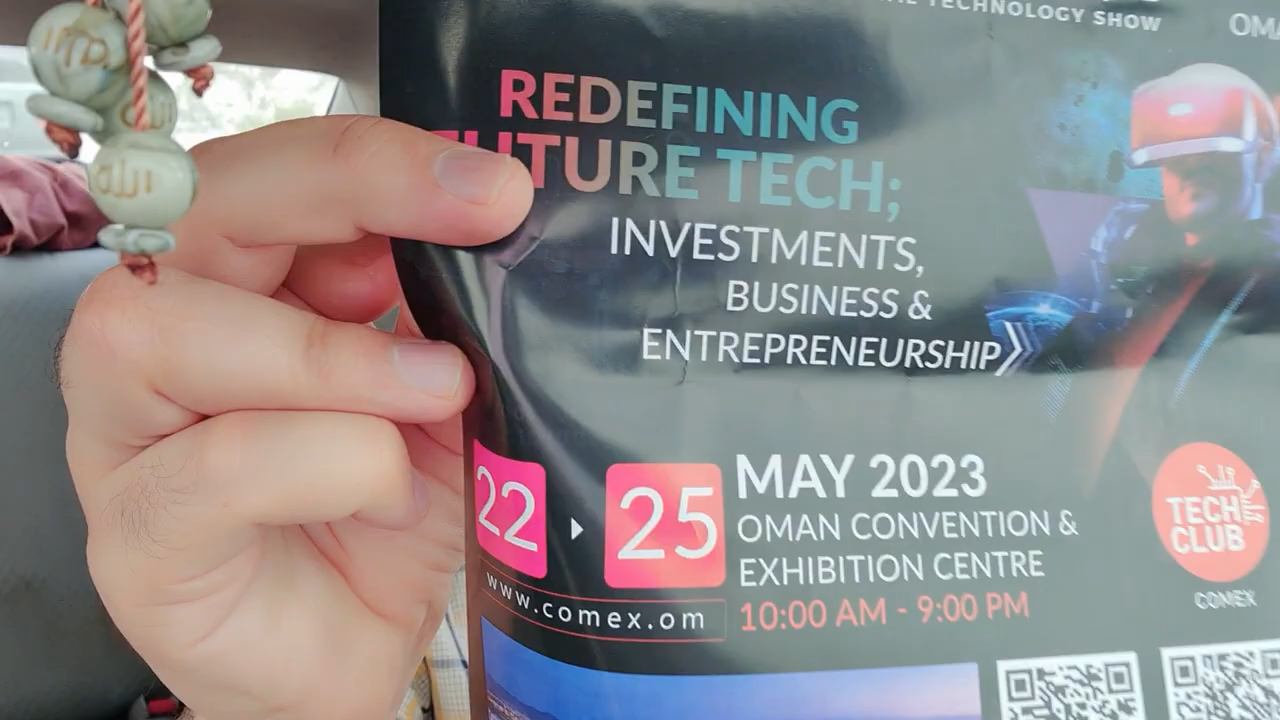 TECHNOLOGY SHOW
REDEFINING
FUTURE TECH;
INVESTMENTS,
BUSINESS &
ENTREPRENEURSHIP
22
25
MAY 2023
OMAN CONVENTION &
EXHIBITION CENTRE
10:00 AM - 9:00 PM
www.comex.om
TECH
CLUB
COMEX